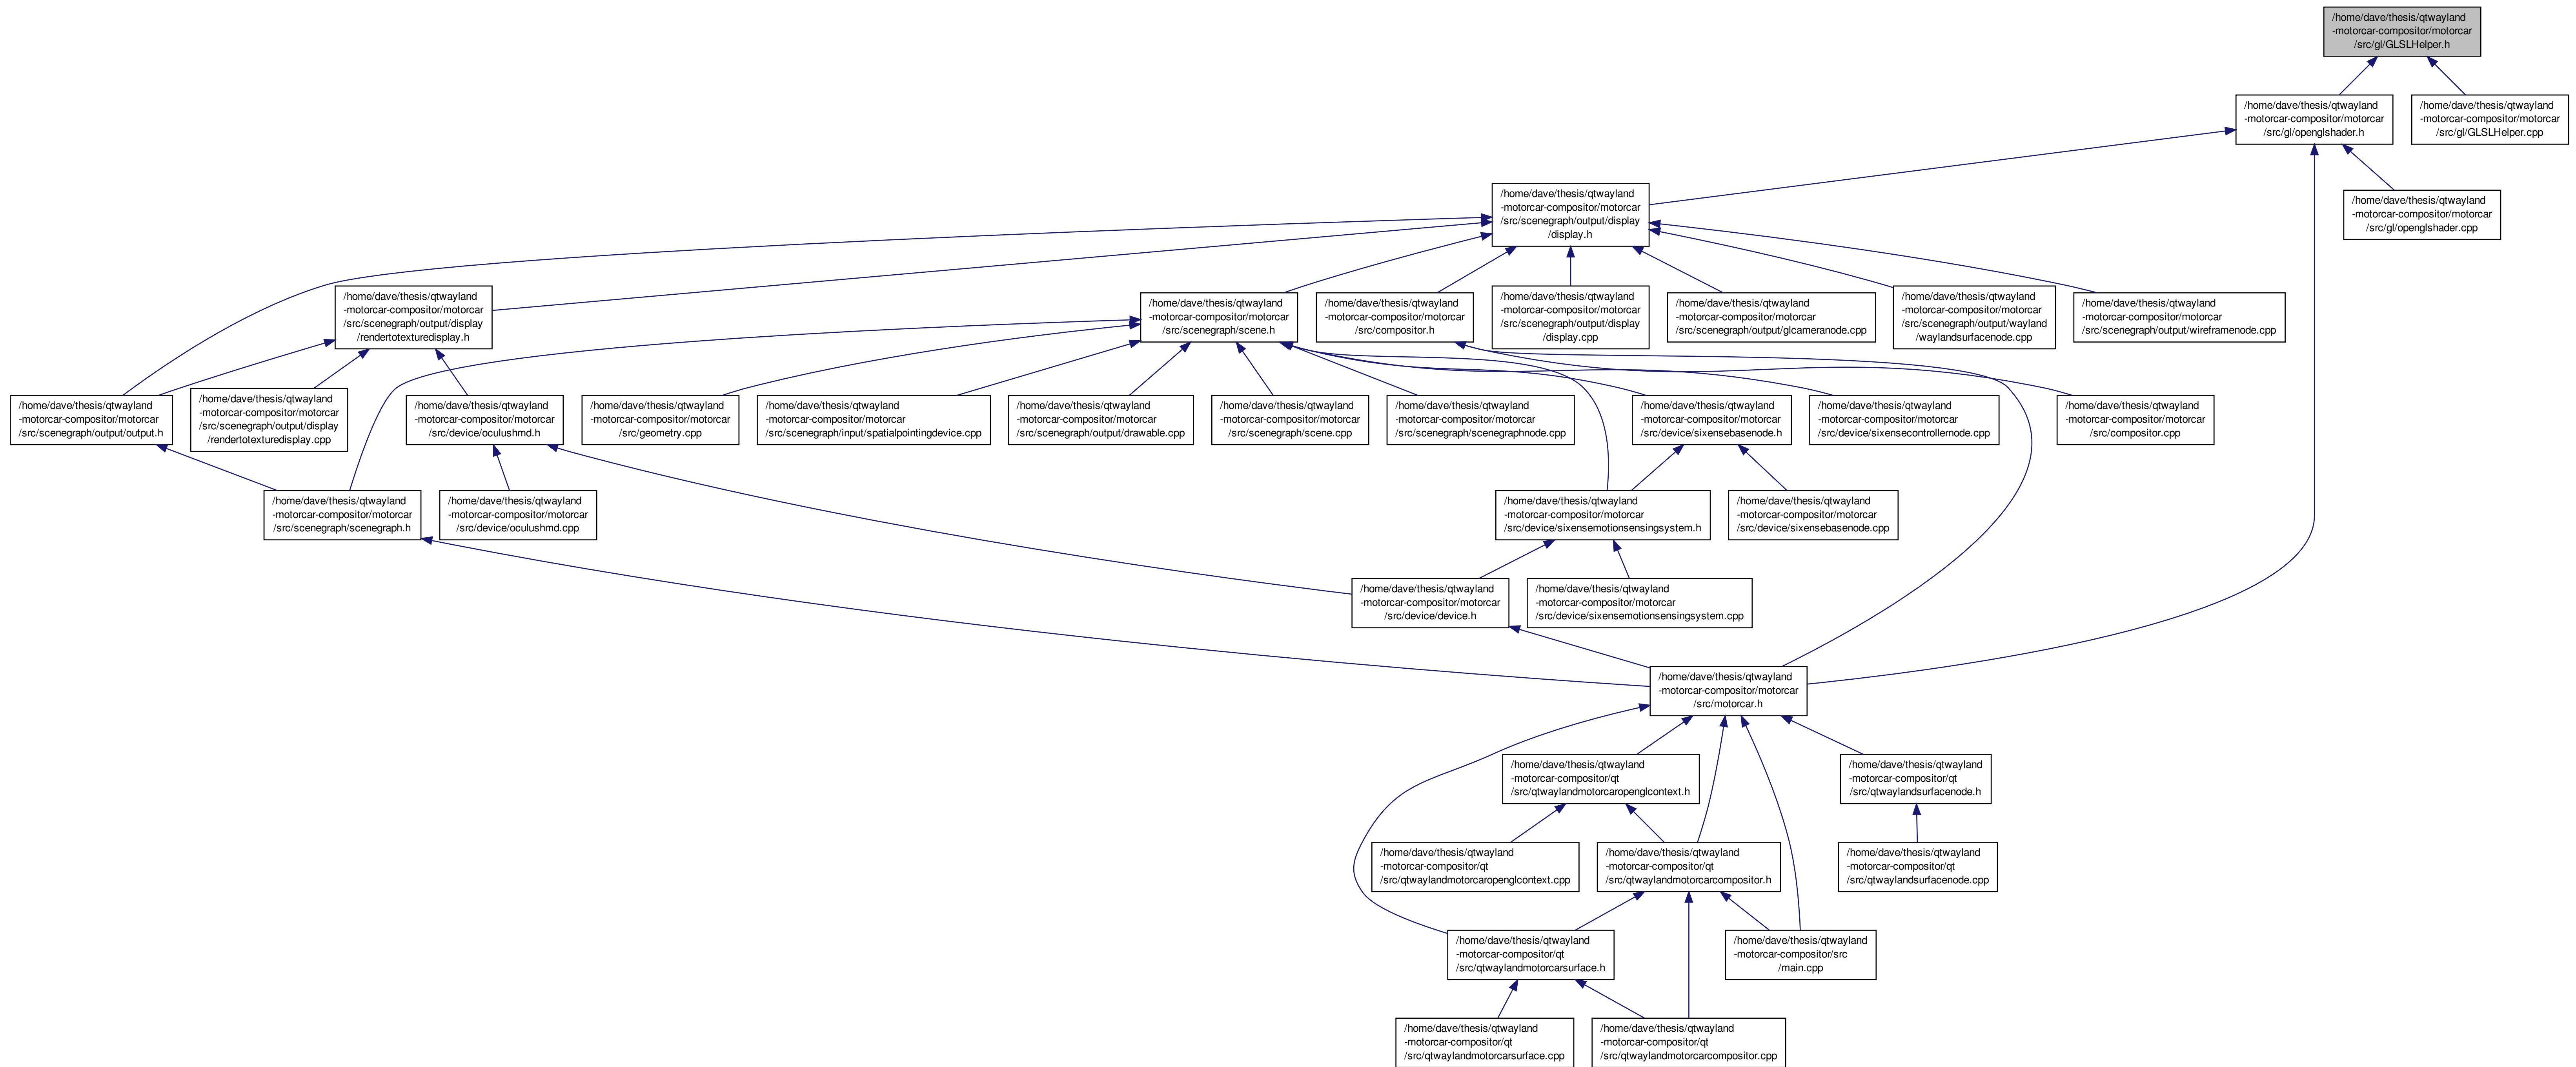 /home/dave/thesis/qtwayland
-motorcar-compositor/motorcar
/src/gl/GLSLHelper.h
/home/dave/thesis/qtwayland
-motorcar-compositor/motorcar
/src/gl/openglshader.h
/home/dave/thesis/qtwayland
-motorcar-compositor/motorcar
/src/gl/GLSLHelper.cpp
/home/dave/thesis/qtwayland
-motorcar-compositor/motorcar
/src/scenegraph/output/display
/display.h
/home/dave/thesis/qtwayland
-motorcar-compositor/motorcar
/src/gl/openglshader.cpp
/home/dave/thesis/qtwayland
-motorcar-compositor/motorcar
/src/scenegraph/output/display
/rendertotexturedisplay.h
/home/dave/thesis/qtwayland
-motorcar-compositor/motorcar
/src/scenegraph/scene.h
/home/dave/thesis/qtwayland
-motorcar-compositor/motorcar
/src/compositor.h
/home/dave/thesis/qtwayland
-motorcar-compositor/motorcar
/src/scenegraph/output/display
/display.cpp
/home/dave/thesis/qtwayland
-motorcar-compositor/motorcar
/src/scenegraph/output/glcameranode.cpp
/home/dave/thesis/qtwayland
-motorcar-compositor/motorcar
/src/scenegraph/output/wayland
/waylandsurfacenode.cpp
/home/dave/thesis/qtwayland
-motorcar-compositor/motorcar
/src/scenegraph/output/wireframenode.cpp
/home/dave/thesis/qtwayland
-motorcar-compositor/motorcar
/src/scenegraph/output/output.h
/home/dave/thesis/qtwayland
-motorcar-compositor/motorcar
/src/scenegraph/output/display
/rendertotexturedisplay.cpp
/home/dave/thesis/qtwayland
-motorcar-compositor/motorcar
/src/device/oculushmd.h
/home/dave/thesis/qtwayland
-motorcar-compositor/motorcar
/src/geometry.cpp
/home/dave/thesis/qtwayland
-motorcar-compositor/motorcar
/src/scenegraph/input/spatialpointingdevice.cpp
/home/dave/thesis/qtwayland
-motorcar-compositor/motorcar
/src/scenegraph/output/drawable.cpp
/home/dave/thesis/qtwayland
-motorcar-compositor/motorcar
/src/scenegraph/scene.cpp
/home/dave/thesis/qtwayland
-motorcar-compositor/motorcar
/src/scenegraph/scenegraphnode.cpp
/home/dave/thesis/qtwayland
-motorcar-compositor/motorcar
/src/device/sixensebasenode.h
/home/dave/thesis/qtwayland
-motorcar-compositor/motorcar
/src/device/sixensecontrollernode.cpp
/home/dave/thesis/qtwayland
-motorcar-compositor/motorcar
/src/compositor.cpp
/home/dave/thesis/qtwayland
-motorcar-compositor/motorcar
/src/scenegraph/scenegraph.h
/home/dave/thesis/qtwayland
-motorcar-compositor/motorcar
/src/device/oculushmd.cpp
/home/dave/thesis/qtwayland
-motorcar-compositor/motorcar
/src/device/sixensemotionsensingsystem.h
/home/dave/thesis/qtwayland
-motorcar-compositor/motorcar
/src/device/sixensebasenode.cpp
/home/dave/thesis/qtwayland
-motorcar-compositor/motorcar
/src/device/device.h
/home/dave/thesis/qtwayland
-motorcar-compositor/motorcar
/src/device/sixensemotionsensingsystem.cpp
/home/dave/thesis/qtwayland
-motorcar-compositor/motorcar
/src/motorcar.h
/home/dave/thesis/qtwayland
-motorcar-compositor/qt
/src/qtwaylandmotorcaropenglcontext.h
/home/dave/thesis/qtwayland
-motorcar-compositor/qt
/src/qtwaylandsurfacenode.h
/home/dave/thesis/qtwayland
-motorcar-compositor/qt
/src/qtwaylandmotorcaropenglcontext.cpp
/home/dave/thesis/qtwayland
-motorcar-compositor/qt
/src/qtwaylandmotorcarcompositor.h
/home/dave/thesis/qtwayland
-motorcar-compositor/qt
/src/qtwaylandsurfacenode.cpp
/home/dave/thesis/qtwayland
-motorcar-compositor/qt
/src/qtwaylandmotorcarsurface.h
/home/dave/thesis/qtwayland
-motorcar-compositor/src
/main.cpp
/home/dave/thesis/qtwayland
-motorcar-compositor/qt
/src/qtwaylandmotorcarsurface.cpp
/home/dave/thesis/qtwayland
-motorcar-compositor/qt
/src/qtwaylandmotorcarcompositor.cpp